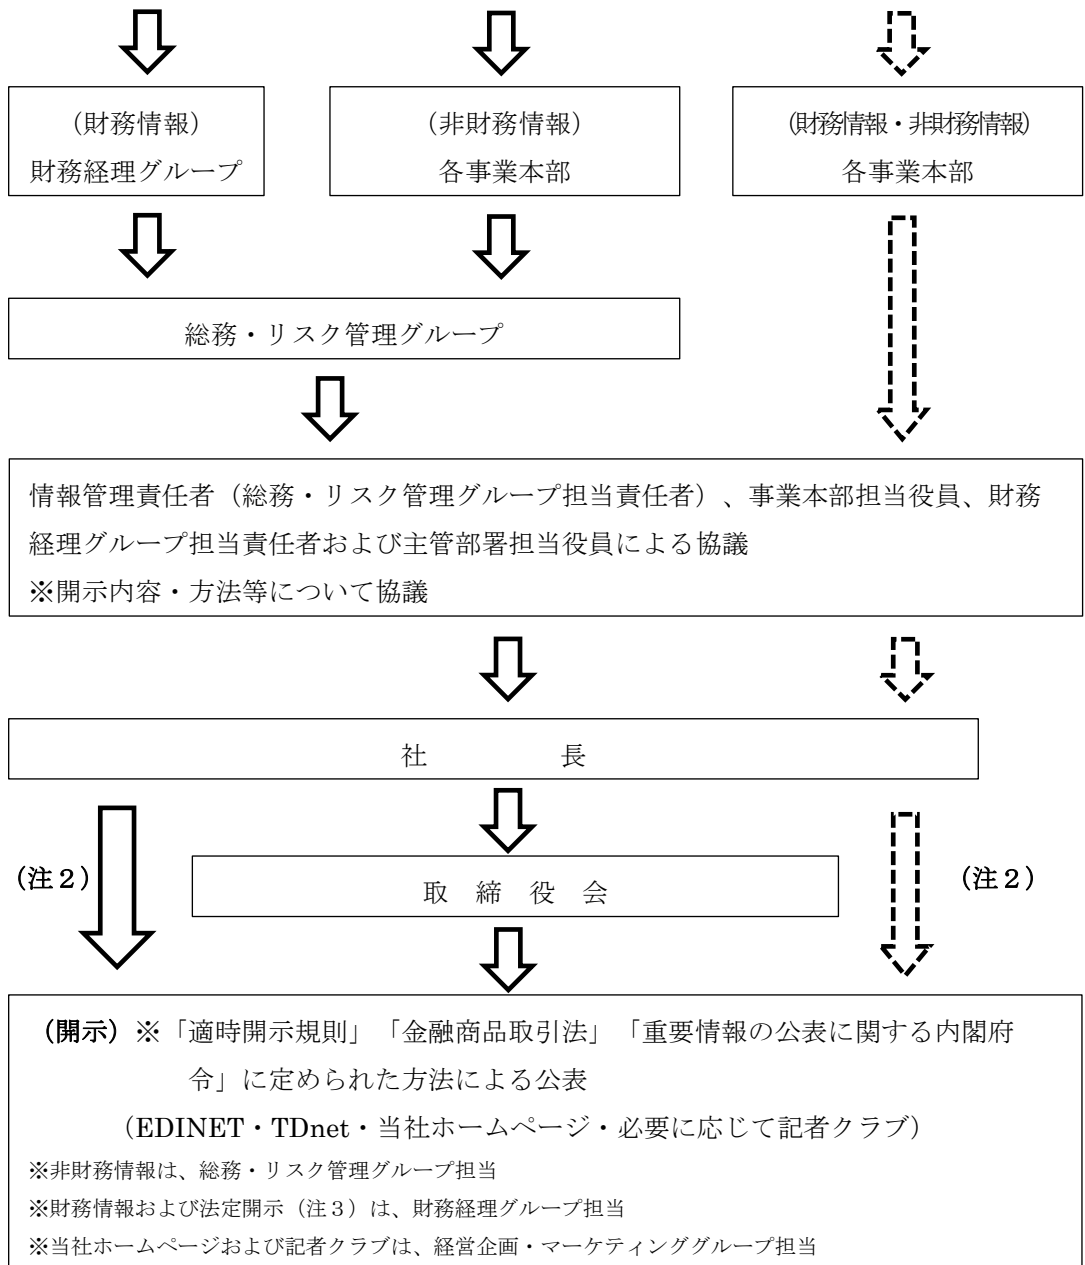 (財務情報)
財務経理グループ
(非財務情報)
各事業本部
(財務情報・非財務情報)
各事業本部
総務・リスク管理グループ
情報管理責任者(総務・リスク管理グループ担当責任者)、事業本部担当役員、財務
経理グループ担当責任者および主管部署担当役員による協議
※開示内容・方法等について協議
社 長
(注2)
取 締 役 会
(注2)
(開示)※「適時開示規則」「金融商品取引法」「重要情報の公表に関する内閣府
令」に定められた方法による公表
(EDINET・TDnet・当社ホームページ・必要に応じて記者クラブ)
※非財務情報は、総務・リスク管理グループ担当
※財務情報および法定開示(注3)は、財務経理グループ担当
※当社ホームページおよび記者クラブは、経営企画・マーケティンググループ担当